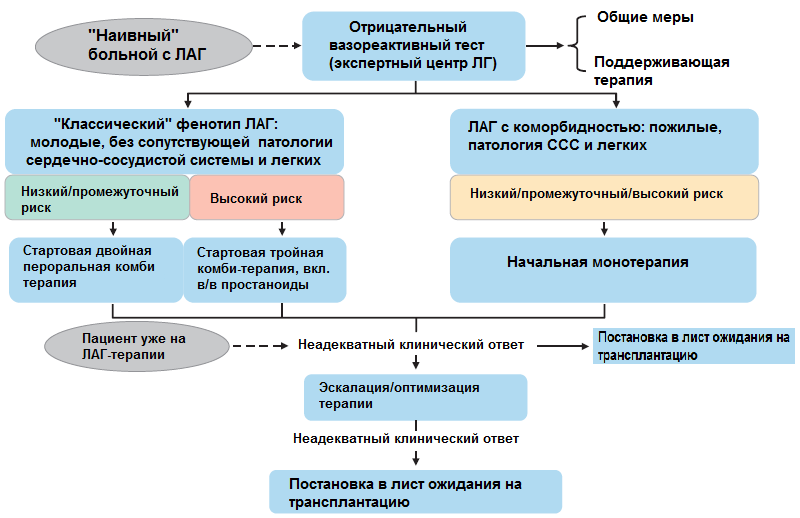 "Наивный"
больной с ЛАГ
Отрицательный
вазореактивный тест
(экспертный центр ЛГ)
Общие меры
Поддерживающая
терапия
"Классический" фенотип ЛАГ:
молодые, без сопутствующей патологии
сердечно-сосудистой системы и легких
ЛАГ с коморбидностью: пожилые,
патология ССС и легких
Низкий/промежуточный
риск
Высокий риск
Низкий/промежуточный/высокий риск
Стартовая двойная
пероральная комби
терапия
Стартовая тройная
комби-терапия, вкл.
в/в простаноиды
Начальная монотерапия
Пациент уже на
ЛАГ-терапии
Неадекватный клинический ответ
Постановка в лист ожидания на
трансплантацию
Эскалация/оптимизация
терапии
Неадекватный клинический ответ
Постановка в лист ожидания на
трансплантацию